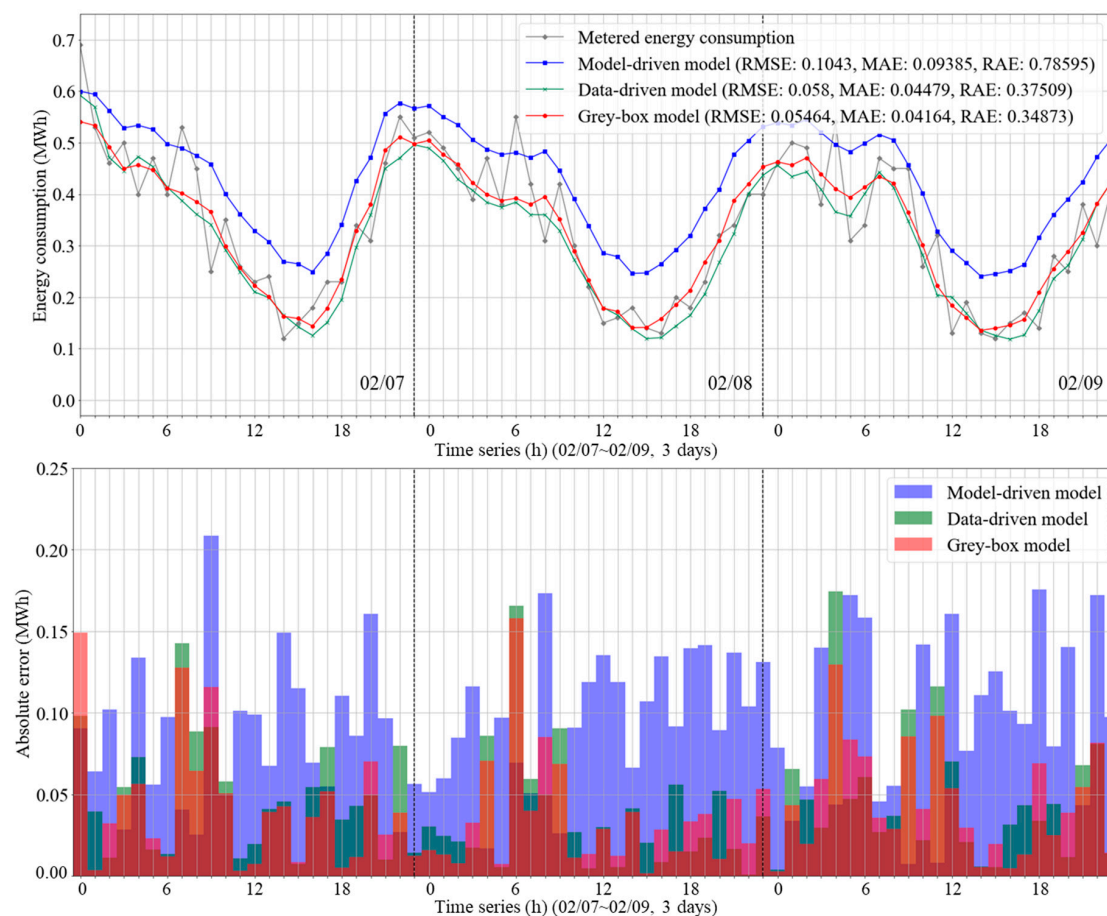 0.7
0.6
0.5
0.4
0.3
0.2
0.1
0.0
Energy consumption (MWh)
Metered energy consumption
Model-driven model (RMSE: 0.1043, MAE: 0.09385, RAE: 0.78595)
Data-driven model (RMSE: 0.058, MAE: 0.04479, RAE: 0.37509)
Grey-box model (RMSE: 0.05464, MAE: 0.04164, RAE: 0.34873)
02/07 02/08 02/09
0 6 12 18 0 6 12 18 0 6 12 18
Time series (h) (02/07~02/09, 3 days)
0.25
0.20
0.15
0.10
0.05
0.00
Absolute error (MWh)
Model-driven model
Data-driven model
Grey-box model
0 6 12 18 0 6 12 18 0 6 12 18
Time series (h) (02/07~02/09, 3 days)